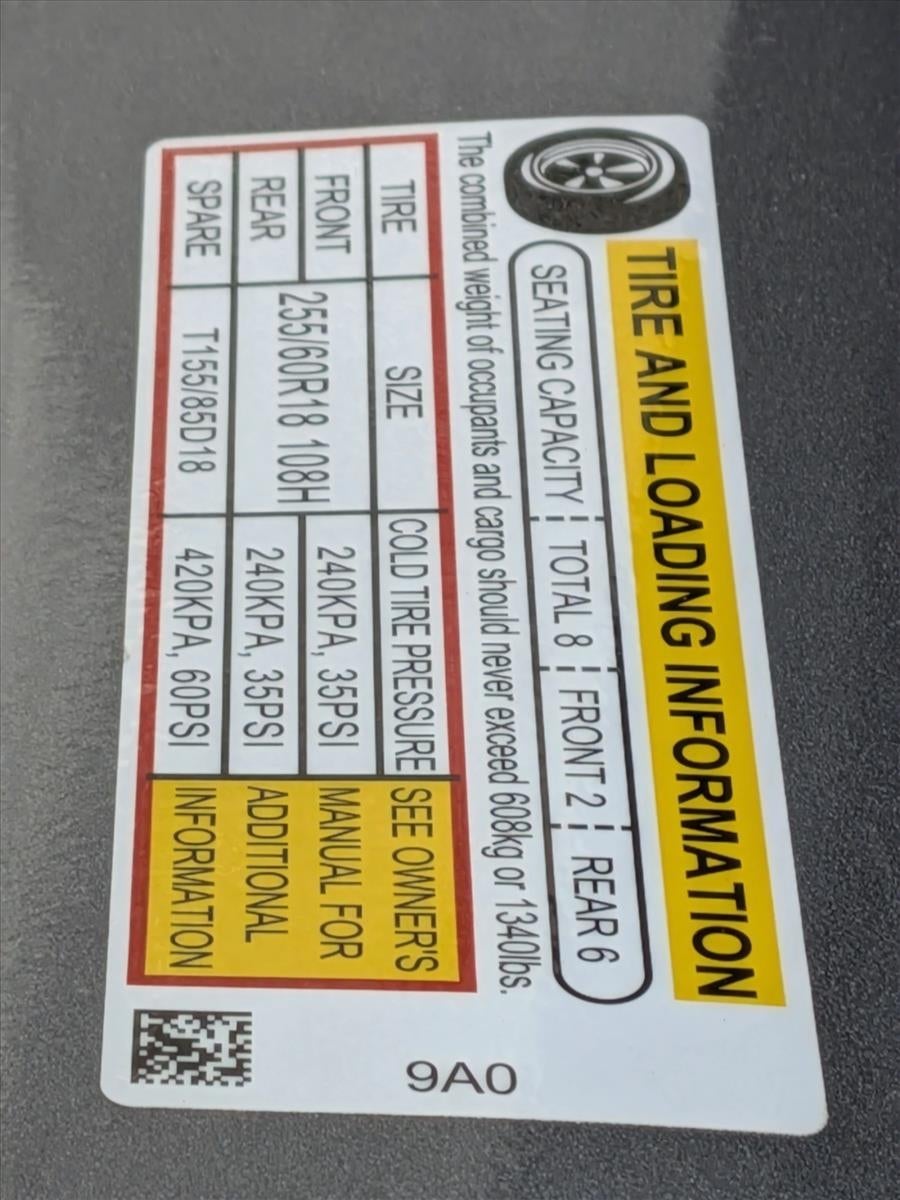 TIRE AND LOADING INFORMATION
SEATING CAPACITY TOTAL 8 FRONT 2 REAR 6
The combined weight of occupants and cargo should never exceed 608kg or 1340lbs.
TIRE SIZE COLD TIRE PRESSURE SEE OWNER'S
FRONT 255/60R18 108H 240KPA, 35PSI MANUAL FOR
REAR 240KPA, 35PSI ADDITIONAL
SPARE T155/85D18 420KPA, 60PSI INFORMATION
9A0